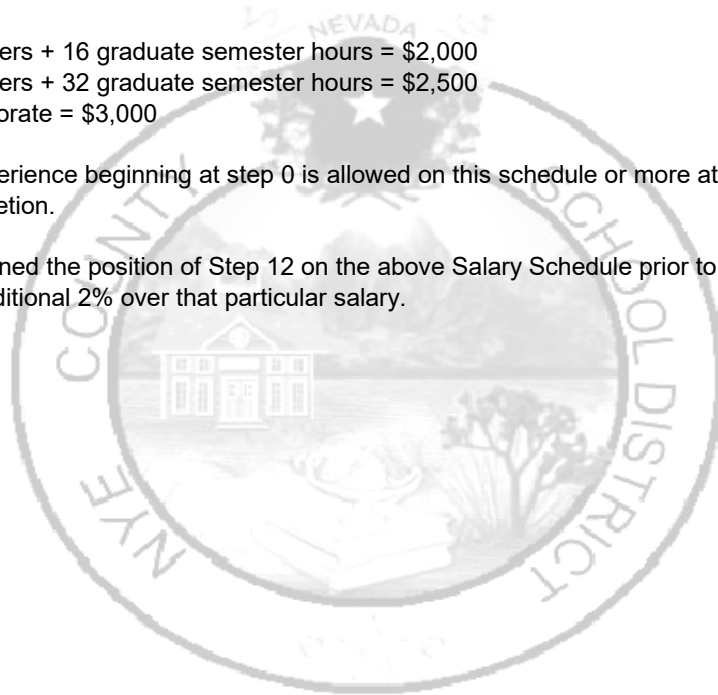 NEVADA
ers + 16 graduate semester hours = $2,000
ers + 32 graduate semester hours = $2,500
orate = $3,000
erience beginning at step 0 is allowed on this schedule or more at
etion.
ned the position of Step 12 on the above Salary Schedule prior to
ditional 2% over that particular salary.
NYE COUNTY SCHOOL DISTRICT